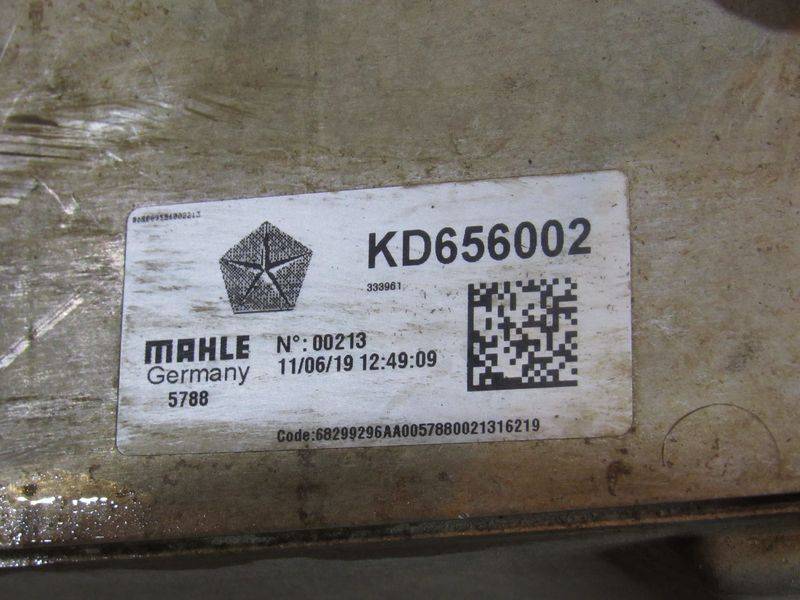 KD656002
333961
MAHLE
Germany
5788
N°: 00213
11/06/19 12:49:09
Code:68299296AA0057880021316219